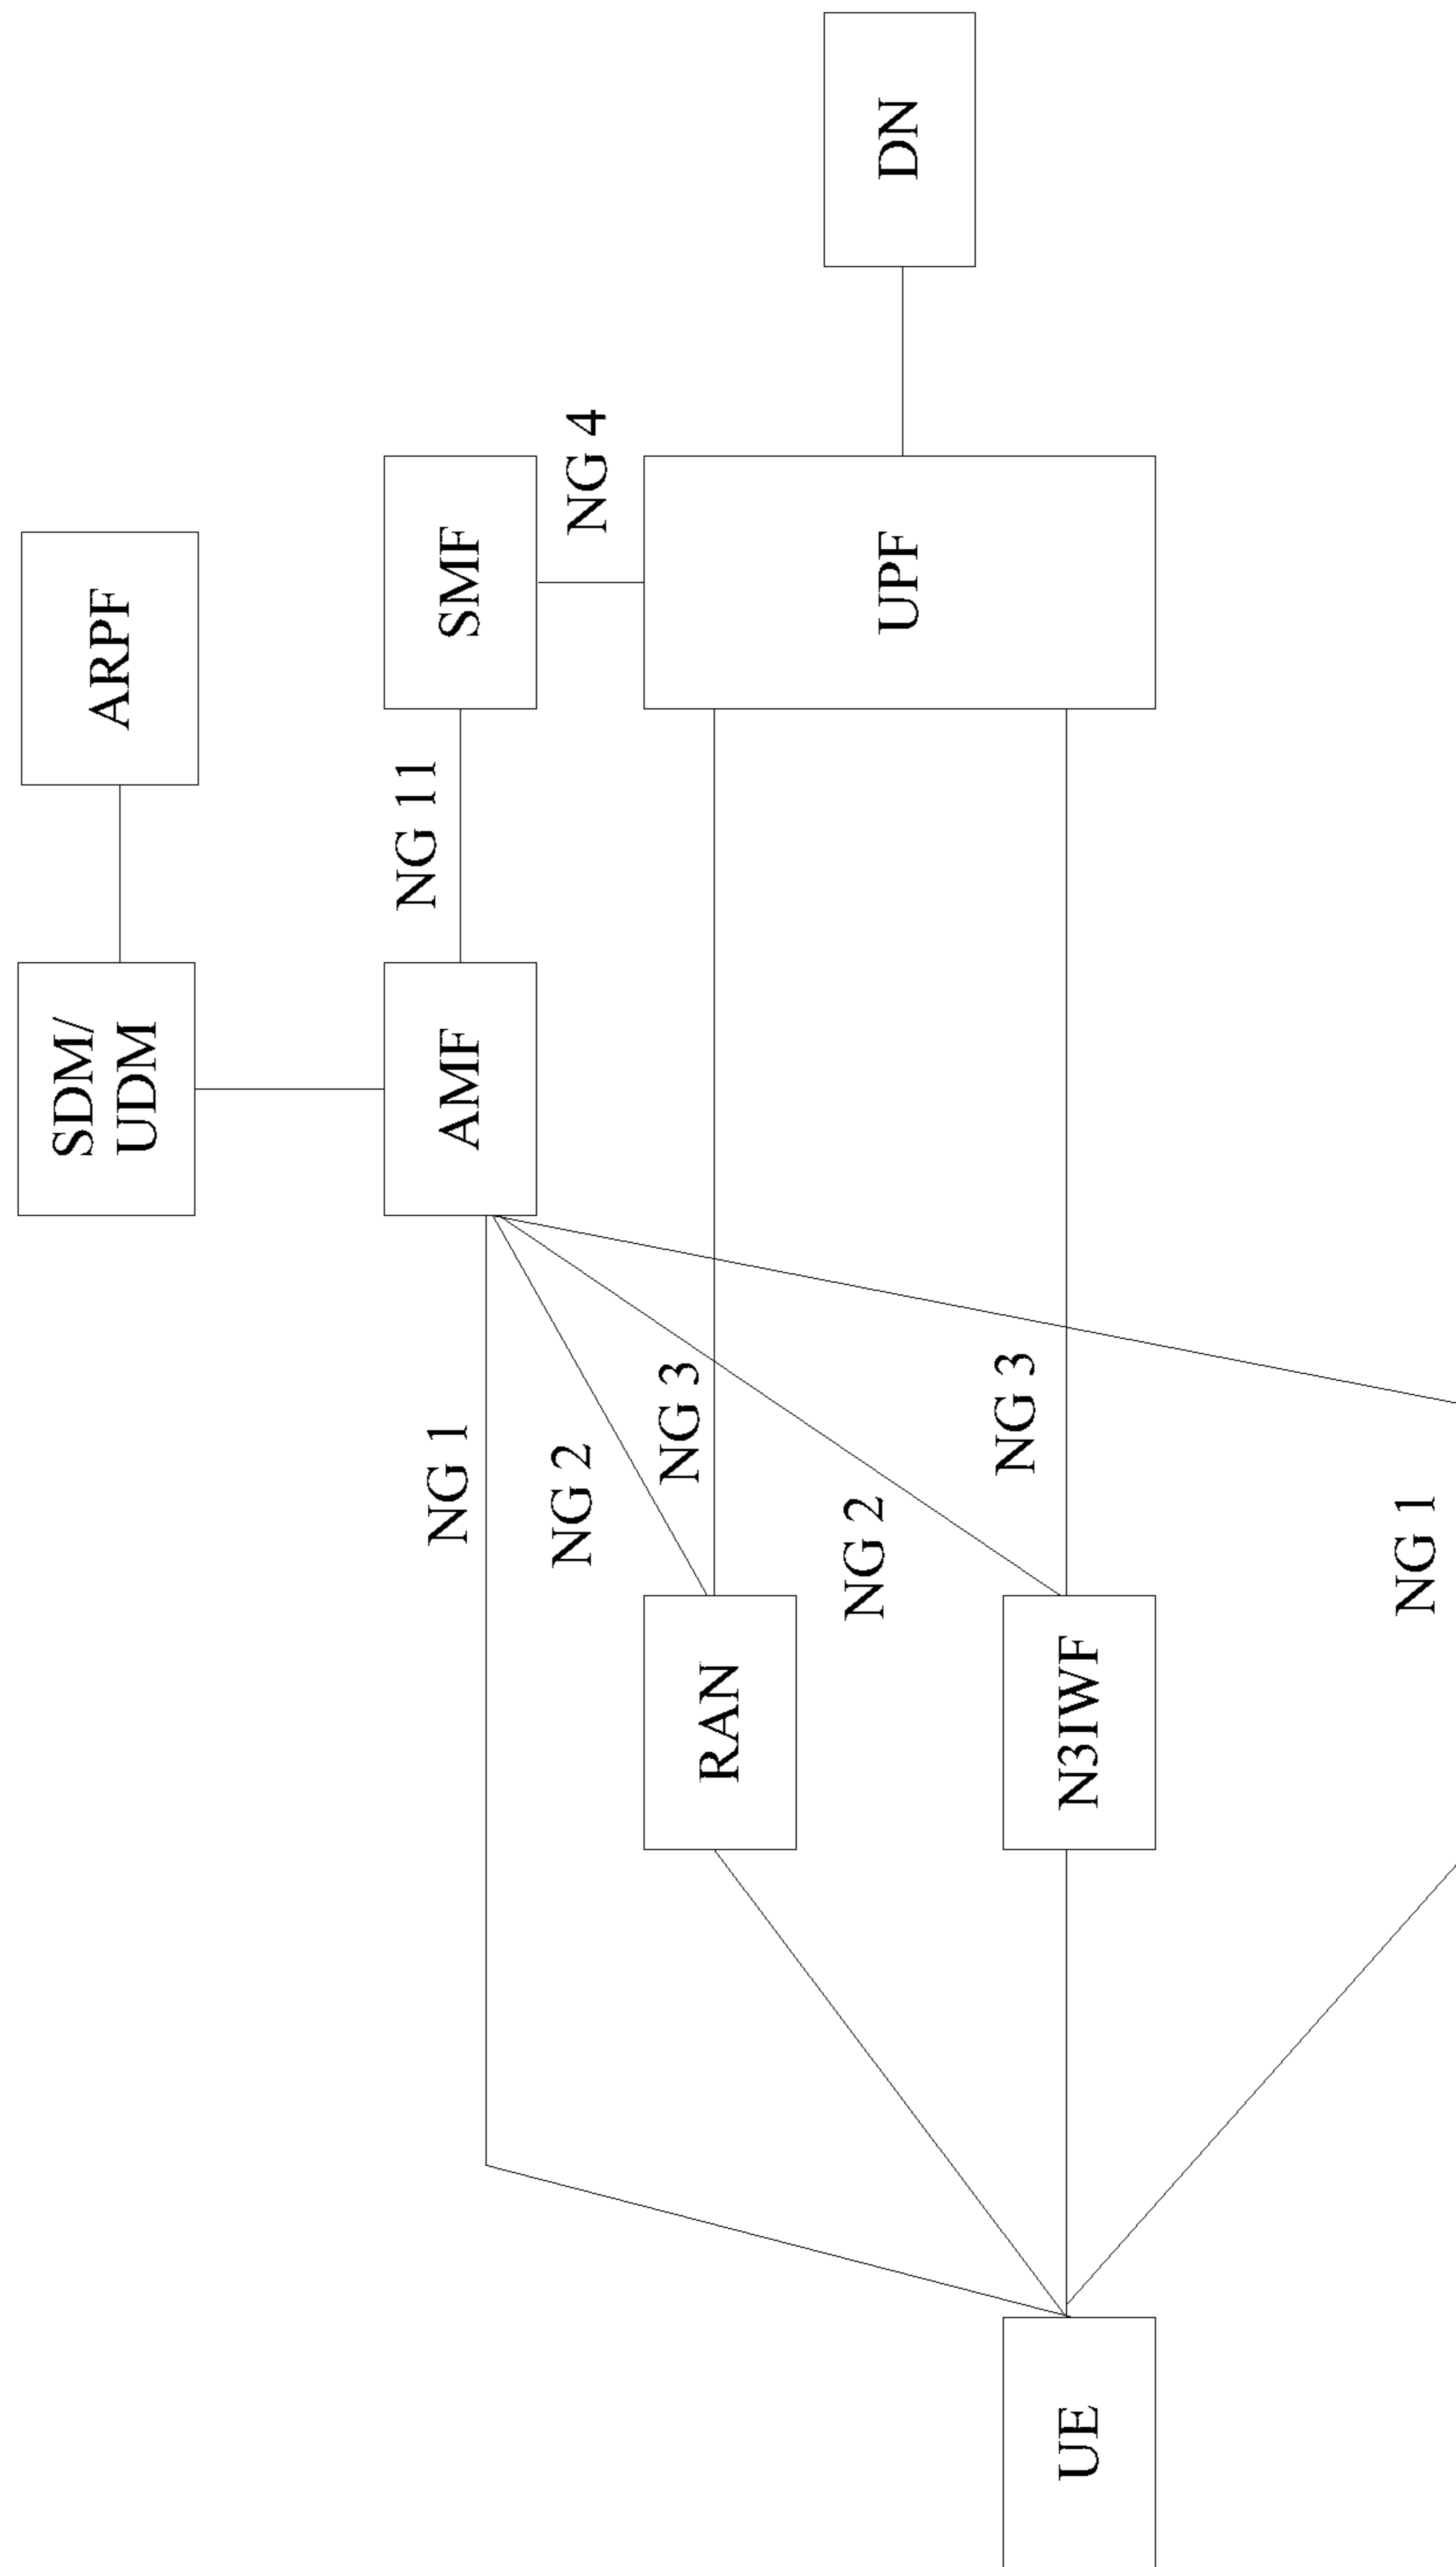 SDM/
UDM
ARPF
AMF
NG 11
SMF
NG 4
NG 1
NG 2
RAN
NG 3
UPF
DN
NG 2
NG 3
UE
N3IWF
NG 1